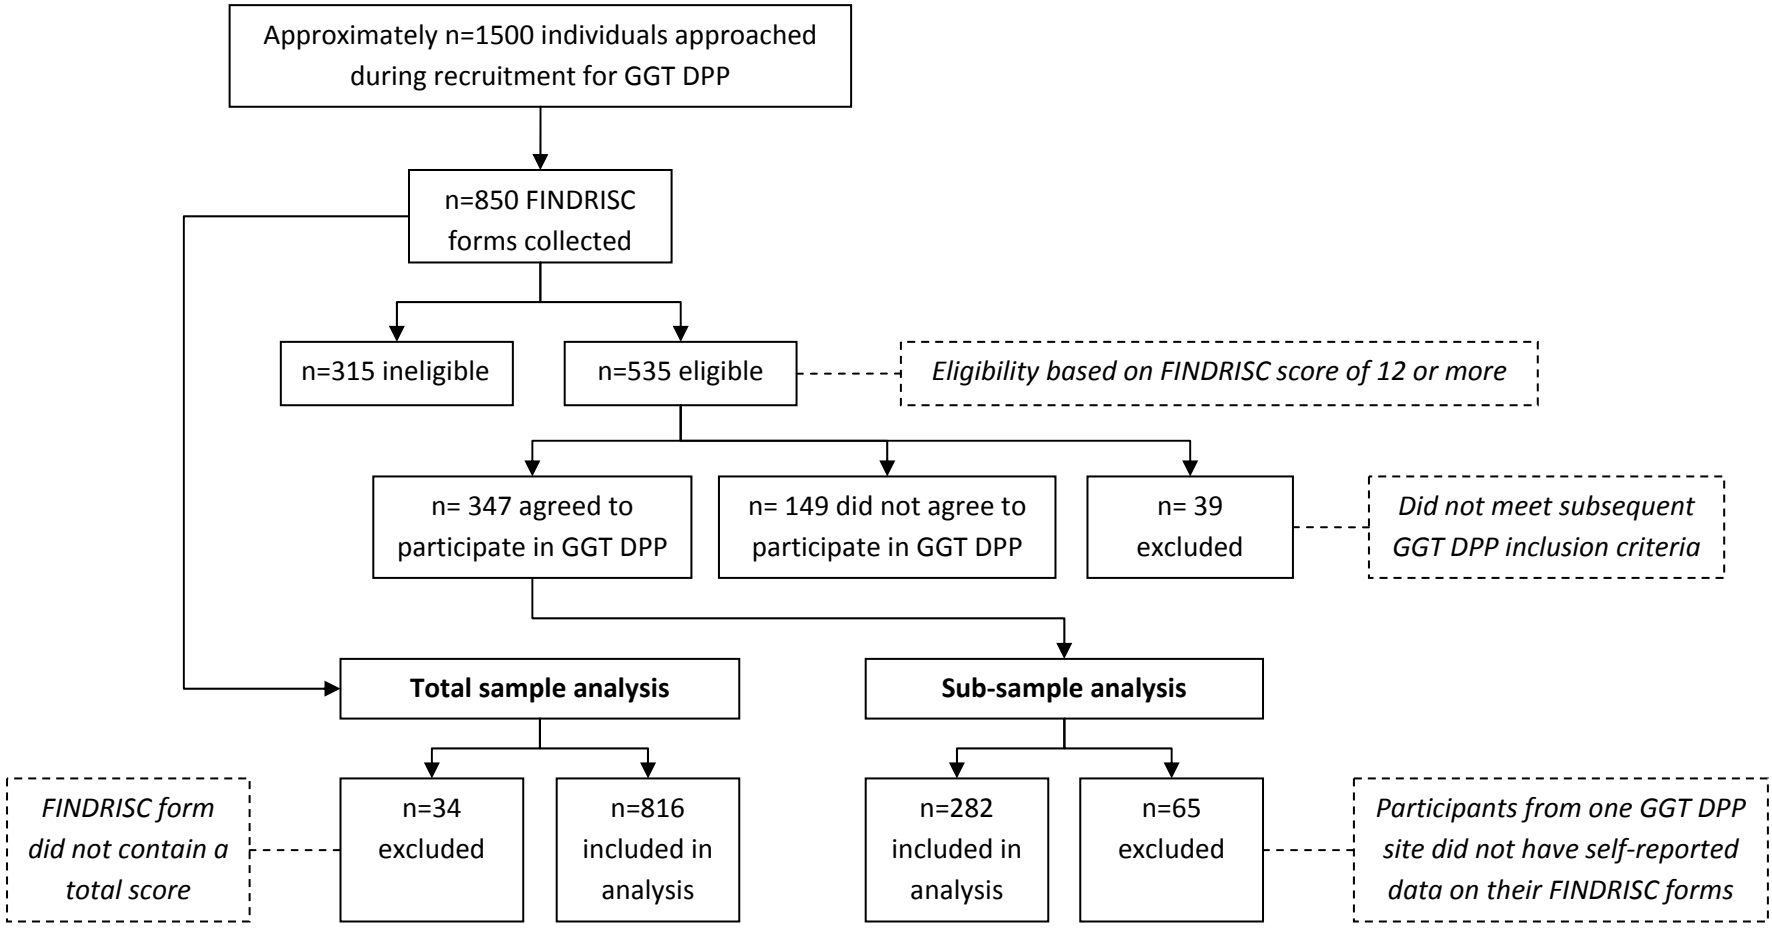 Approximately n=1500 individuals approached
during recruitment for GGT DPP
n=850 FINDRISC
forms collected
n=315 ineligible
n=535 eligible
Eligibility based on FINDRISC score of 12 or more
n= 347 agreed to
participate in GGT DPP
n= 149 did not agree to
participate in GGT DPP
n= 39
excluded
Did not meet subsequent
GGT DPP inclusion criteria
Total sample analysis
Sub-sample analysis
FINDRISC form
did not contain a
total score
n=34
excluded
n=816
included in
analysis
n=282
included in
analysis
n=65
excluded
Participants from one GGT DPP
site did not have self-reported
data on their FINDRISC forms